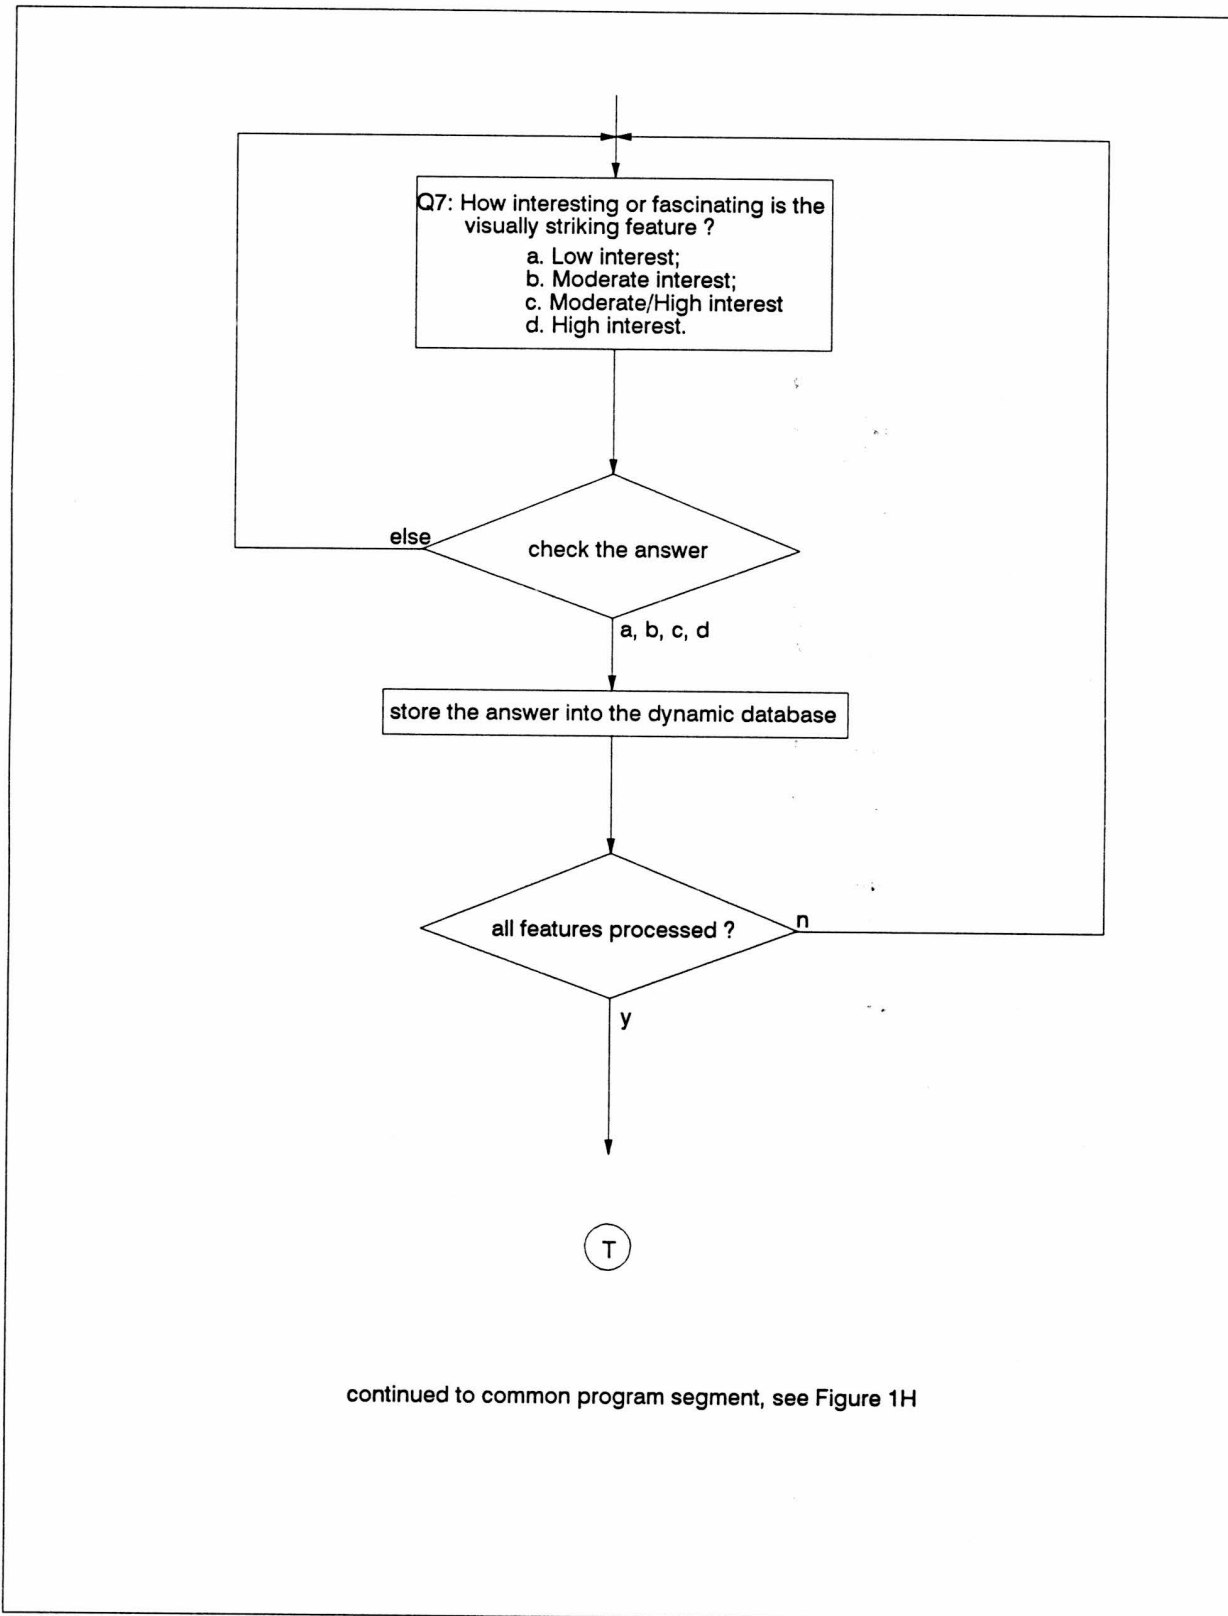 Q7: How interesting or fascinating is the
visually striking feature ?
a. Low interest;
b. Moderate interest;
c. Moderate/High interest
d. High interest.
else
check the answer
a, b, c, d
store the answer into the dynamic database
all features processed ?
n
y
T
continued to common program segment, see Figure 1H